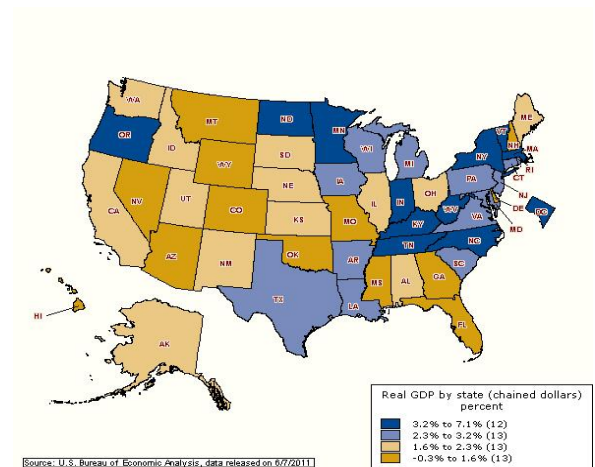 WA
ME
MT
ND
VT
OR
MN
NH
MA
ID
SD
WI
NY
WY
MI
RI
CT
IA
PA
NJ
NE
NV
OH
DE
UT
IL
IN
DC
CA
CO
WV
VA
MD
KS
MO
KY
NC
TN
AZ
OK
NM
AR
SC
MS
AL
GA
TX
LA
HI
FL
AK
Real GDP by state (chained dollars)
percent
3.2% to 7.1% (12)
2.3% to 3.2% (13)
1.6% to 2.3% (13)
-0.3% to 1.6% (13)
Source: U.S. Bureau of Economic Analysis, data released on 6/7/2011